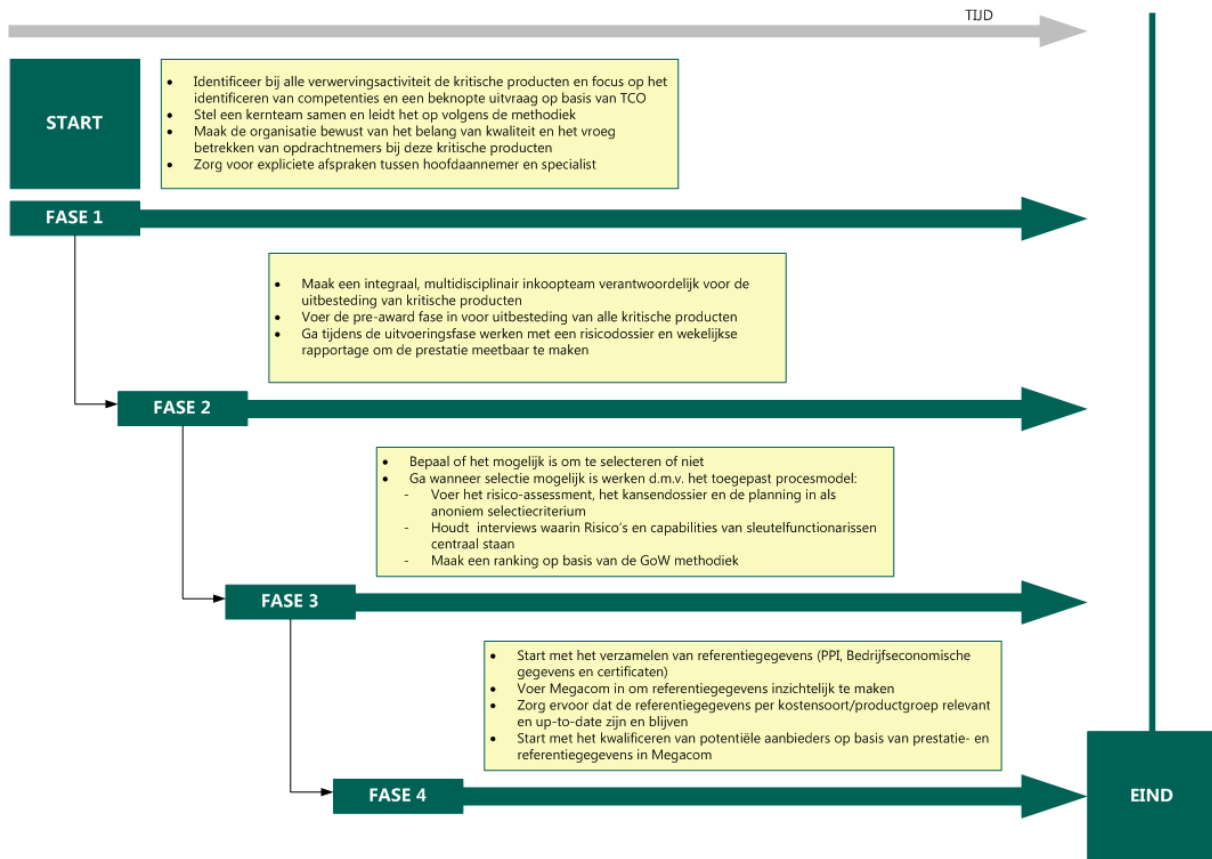 TIJD
START
• Identificeer bij alle verwervingsactiviteit de kritische producten en focus op het
identificeren van competenties en een beknopte uitvraag op basis van TCO
• Stel een kernteam samen en leidt het op volgens de methodiek
• Maak de organisatie bewust van het belang van kwaliteit en het vroeg
betrekken van opdrachtnemers bij deze kritische producten
• Zorg voor expliciete afspraken tussen hoofdaannemer en specialist
FASE 1
• Maak een integraal, multidisciplinair inkoopteam verantwoordelijk voor de
uitbesteding van kritische producten
• Voer de pre-award fase in voor uitbesteding van alle kritische producten
• Ga tijdens de uitvoeringsfase werken met een risicodossier en wekelijkse
rapportage om de prestatie meetbaar te maken
FASE 2
• Bepaal of het mogelijk is om te selecteren of niet
• Ga wanneer selectie mogelijk is werken d.m.v. het toegepast procesmodel:
- Voer het risico-assessment, het kansendossier en de planning in als
anoniem selectiecriterium
- Houdt interviews waarin Risico's en capabilities van sleutelfunctionarissen
centraal staan
- Maak een ranking op basis van de GoW methodiek
FASE 3
• Start met het verzamelen van referentiegegevens (PPI, Bedrijfseconomische
gegevens en certificaten)
• Voer Megacom in om referentiegegevens inzichtelijk te maken
• Zorg ervoor dat de referentiegegevens per kostensoort/productgroep relevant
en up-to-date zijn en blijven
• Start met het kwalificeren van potentiële aanbieders op basis van prestatie- en
referentiegegevens in Megacom
FASE 4
EIND